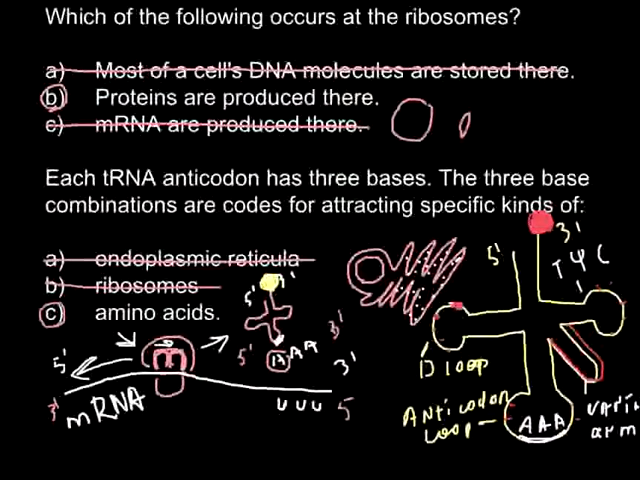 Which of the following occurs at the ribosomes?
a) Most of a cell's DNA molecules are stored there.
b) Proteins are produced there.
c) mRNA are produced there.
Each tRNA anticodon has three bases. The three base
combinations are codes for attracting specific kinds of:
a) endoplasmic reticula
b) ribosomes
c) amino acids.
5' 3'
T Ψ C
5'
D loop
Anticodon
Loop
AAA
arm
5'
5' AAA 3'
5' 3'
3' mRNA UUU 5